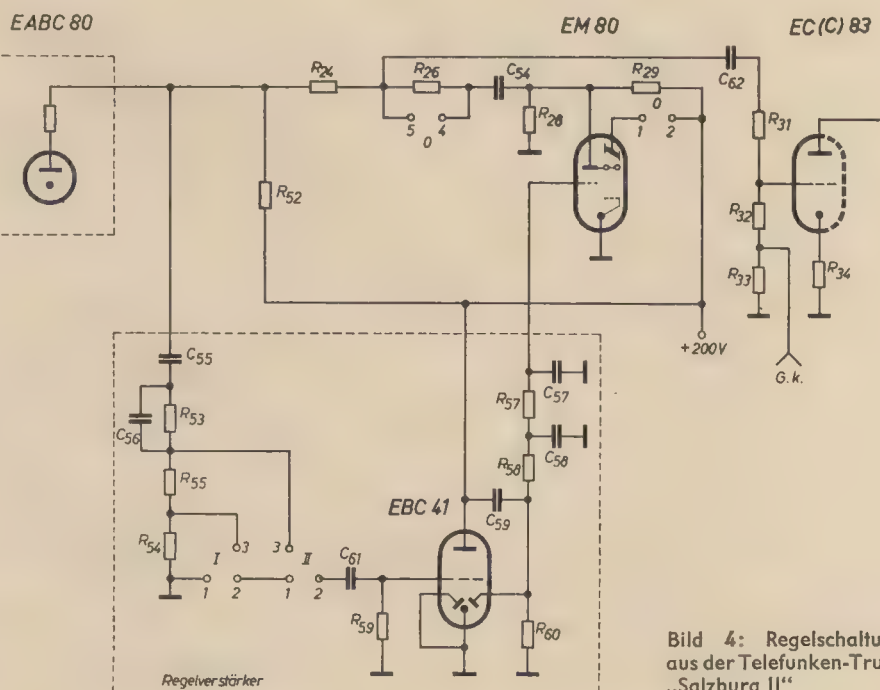 EABC 80 EM 80 EC(C) 83
R24 R26 C54 R29 C62
5 4 R28 0 R31
0 1 2
R52 R32
R33 R34
+200V
G.k.
C55
R57 C57
C56 R53
C58
R55 R58
EBC 41 C59
R54 I 3 3 II C61
1 2 1 2
R59 R60
Regelverstärker
Bild 4: Regelschaltu
aus der Telefunken-Tru
„Salzburg II“